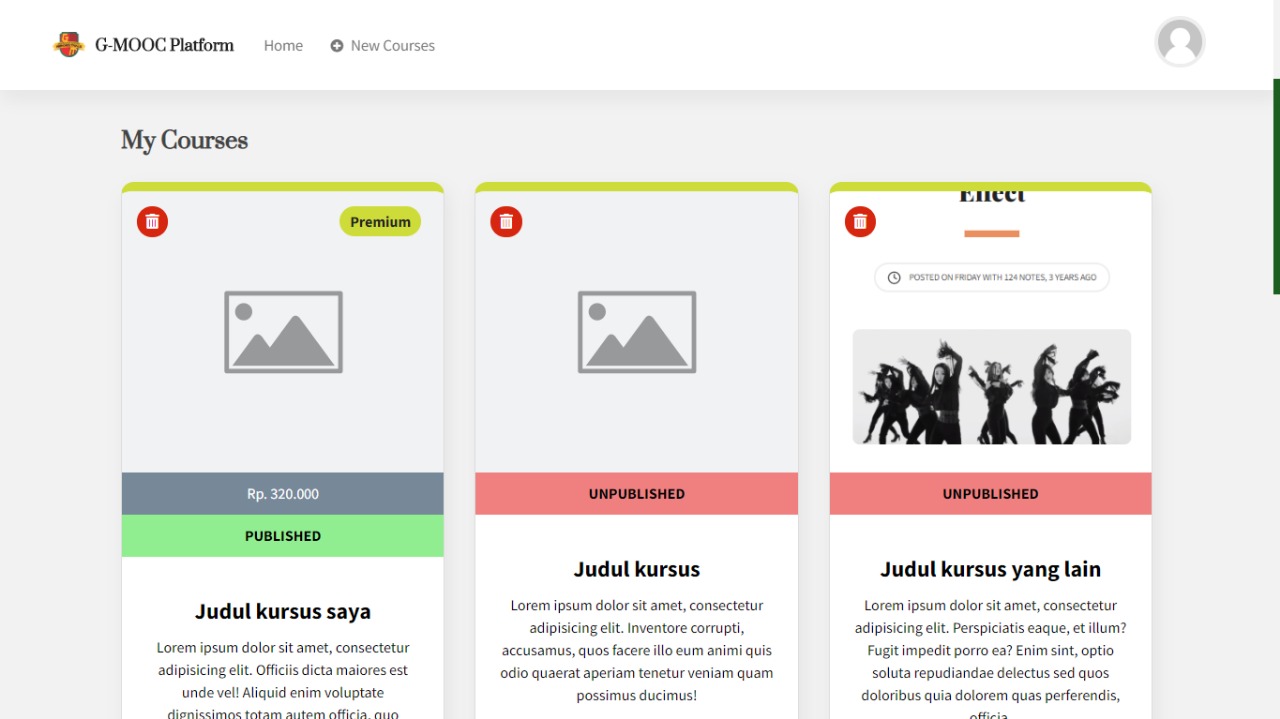 G-MOOC Platform
Home
New Courses
My Courses
Premium
Rp. 320.000
PUBLISHED
Judul kursus saya
Lorem ipsum dolor sit amet, consectetur
adipisicing elit. Officiis dicta maiores est
unde vel! Aliquid enim voluptate
dignissimos totam autem officia, quo
UNPUBLISHED
Judul kursus
Lorem ipsum dolor sit amet, consectetur
adipisicing elit. Inventore corrupti,
accusamus, quos facere illo eum animi quis
odio quaerat aperiam tenetur veniam quam
possimus ducimus!
Effect
POSTED ON FRIDAY WITH 124 NOTES, 3 YEARS AGO
UNPUBLISHED
Judul kursus yang lain
Lorem ipsum dolor sit amet, consectetur
adipisicing elit. Perspiciatis eaque, et illum?
Fugit impedit porro ea? Enim sint, optio
soluta repudiandae delectus sed quos
doloribus quia dolorem quas perferendis,
officia